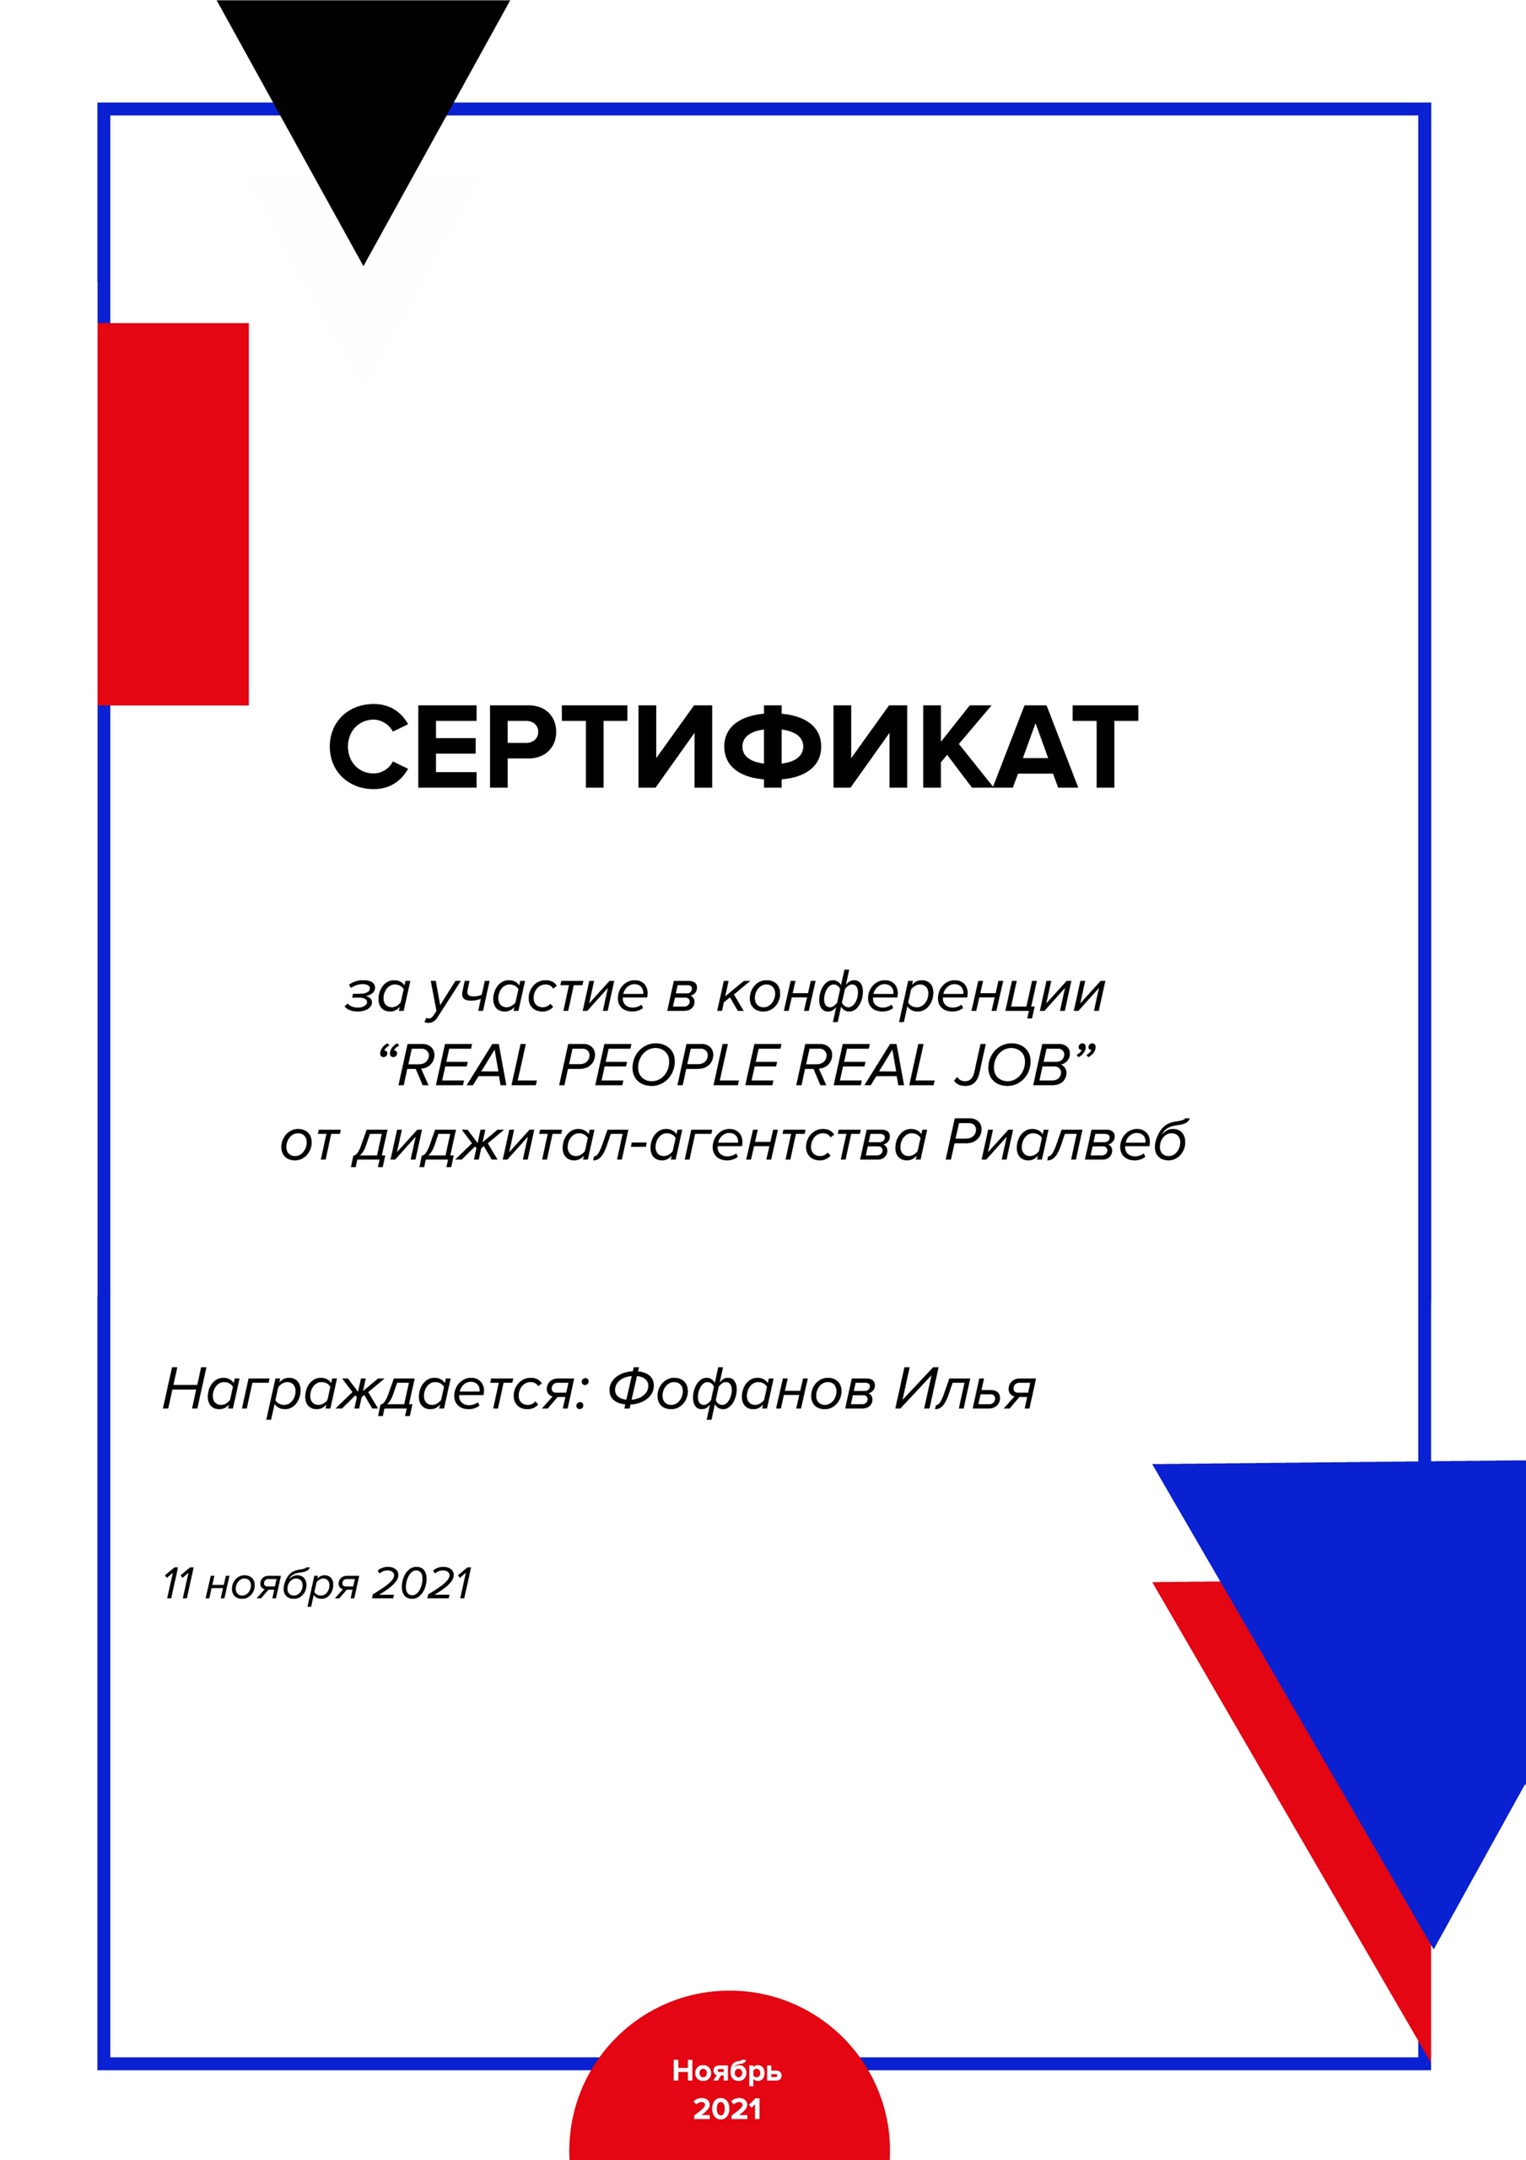 СЕРТИФИКАТ
за участие в конференции
“REAL PEOPLE REAL JOB”
от диджитал-агентства Риалвеб
Награждается: Фофанов Илья
11 ноября 2021
Ноябрь
2021